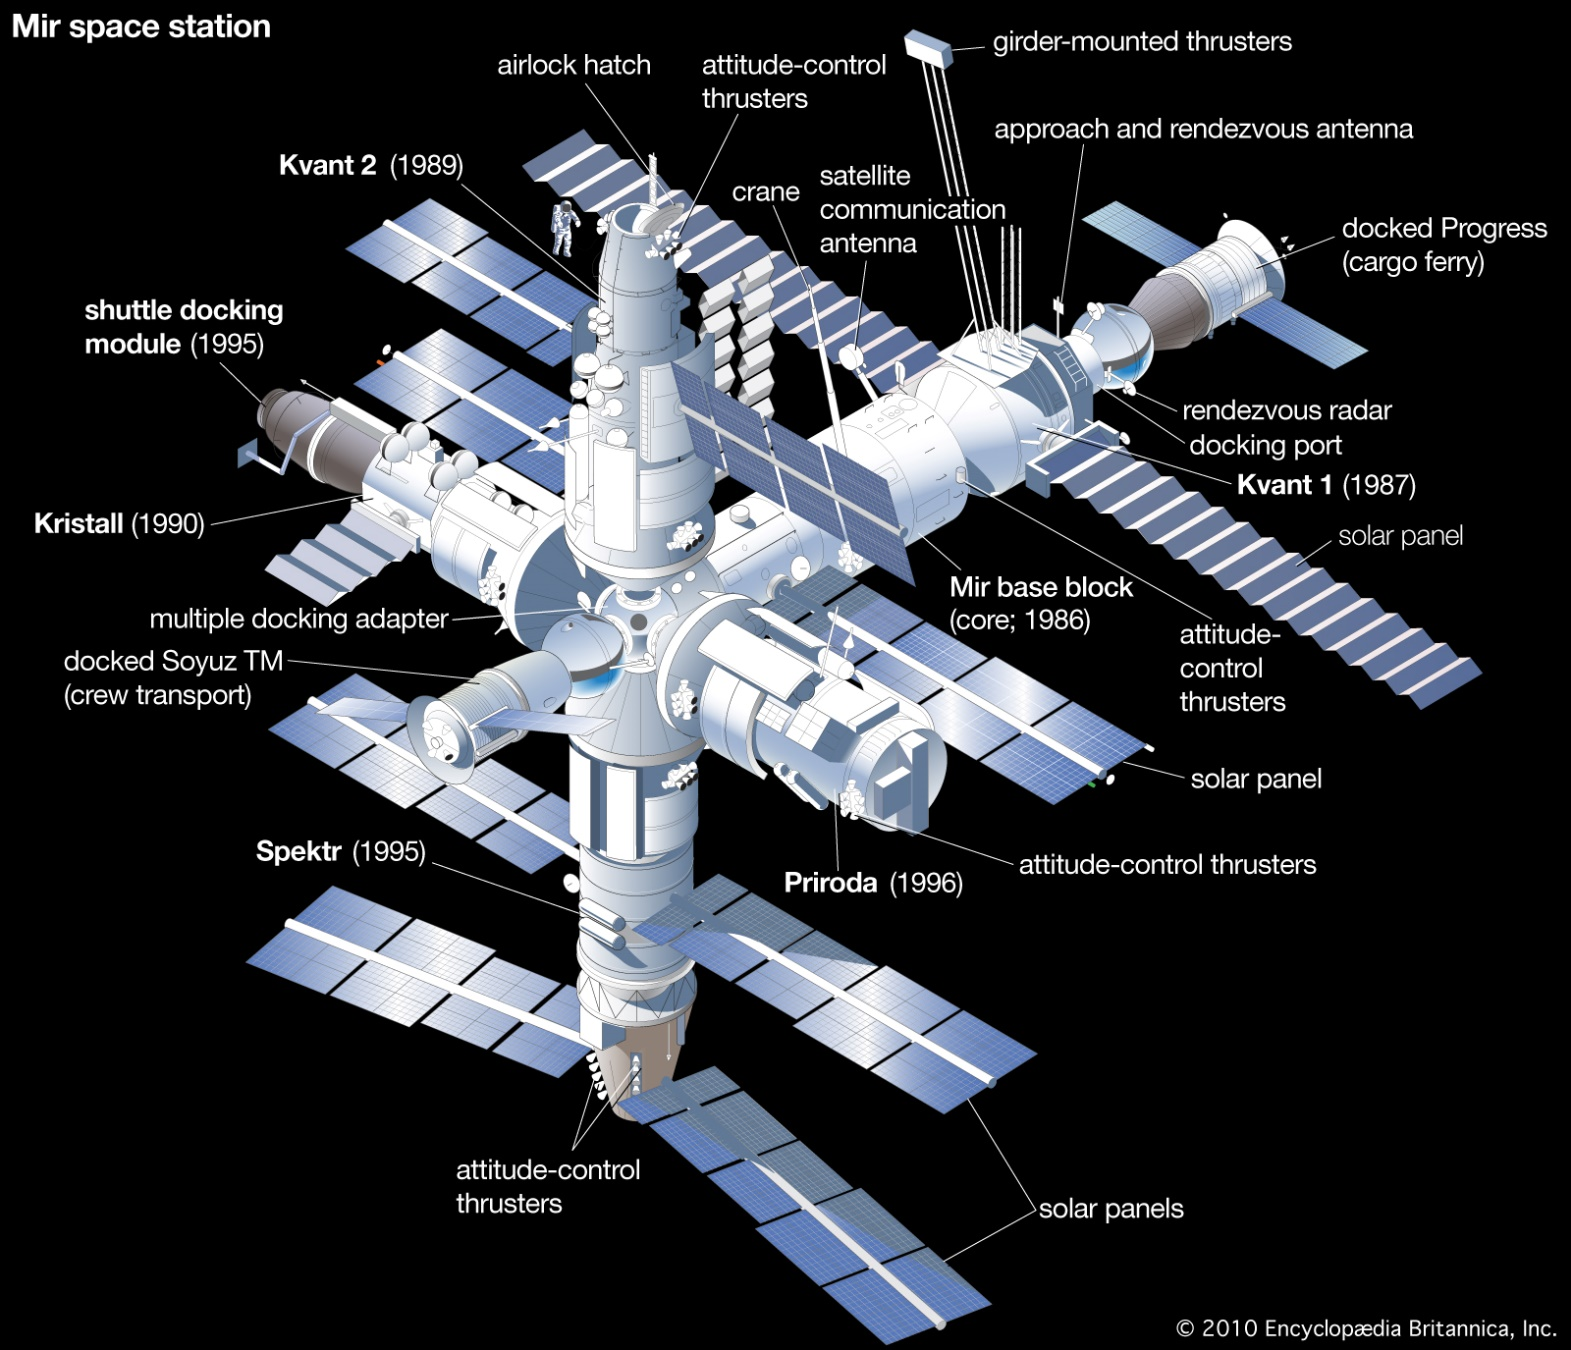 Mir space station
girder-mounted thrusters
airlock hatch
attitude-control
thrusters
approach and rendezvous antenna
Kvant 2 (1989)
crane
satellite
communication
antenna
docked Progress
(cargo ferry)
shuttle docking
module (1995)
rendezvous radar
docking port
Kvant 1 (1987)
Kristall (1990)
solar panel
Mir base block
(core; 1986)
multiple docking adapter
attitude-
control
thrusters
docked Soyuz TM
(crew transport)
solar panel
Spektr (1995)
attitude-control thrusters
Priroda (1996)
attitude-control
thrusters
solar panels
© 2010 Encyclopædia Britannica, Inc.